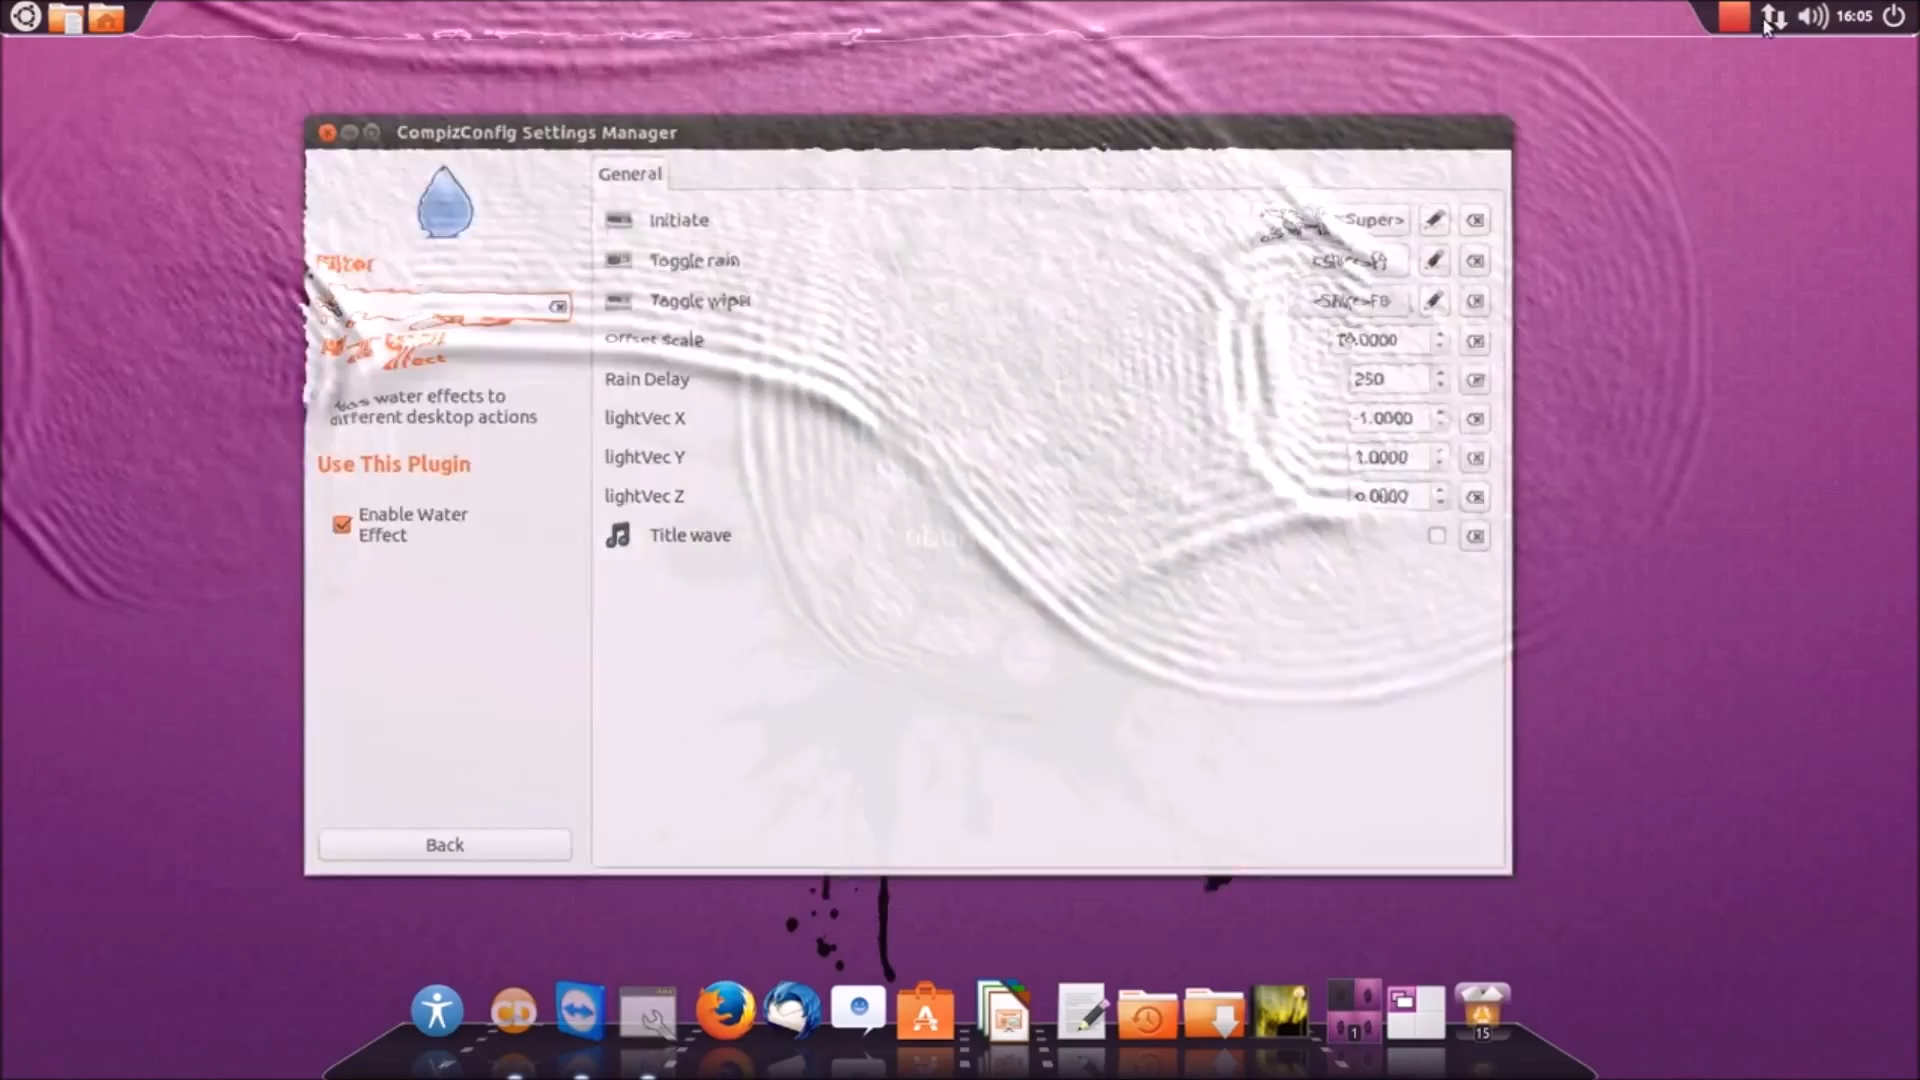 16:05
CompizConfig Settings Manager
General
Filter
Initiate
<Super>
Toggle rain
Toggle wiper
Offset Scale
Rain Delay
250
lightVec X
-1.0000
lightVec Y
1.0000
lightVec Z
0.0000
Title wave
water effects to
different desktop actions
Use This Plugin
Enable Water
Effect
Back
1
15